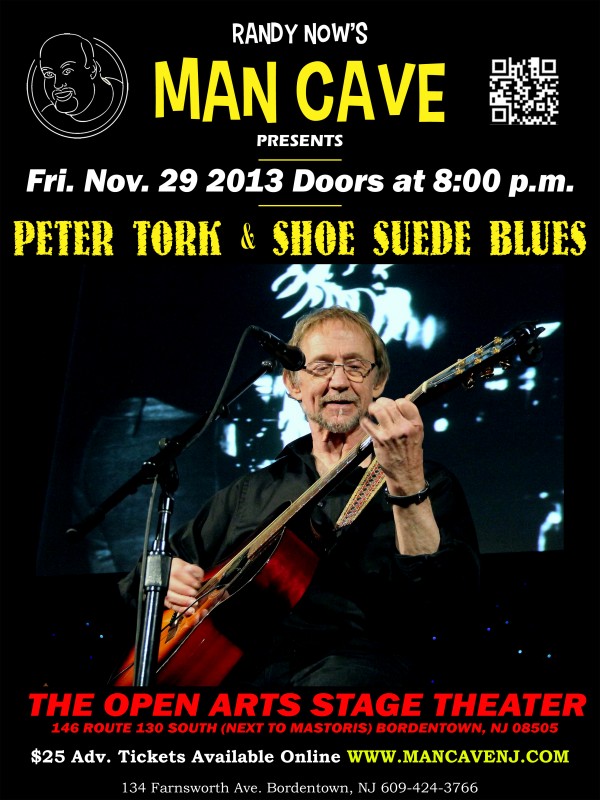 RANDY NOW'S
MAN CAVE
PRESENTS
Fri. Nov. 29 2013 Doors at 8:00 p.m.
PETER TORK & SHOE SUEDE BLUES
THE OPEN ARTS STAGE THEATER
146 ROUTE 130 SOUTH (NEXT TO MASTORIS) BORDENTOWN, NJ 08505
$25 Adv. Tickets Available Online WWW.MANCAVENJ.COM
134 Farnsworth Ave. Bordentown, NJ 609-424-3766